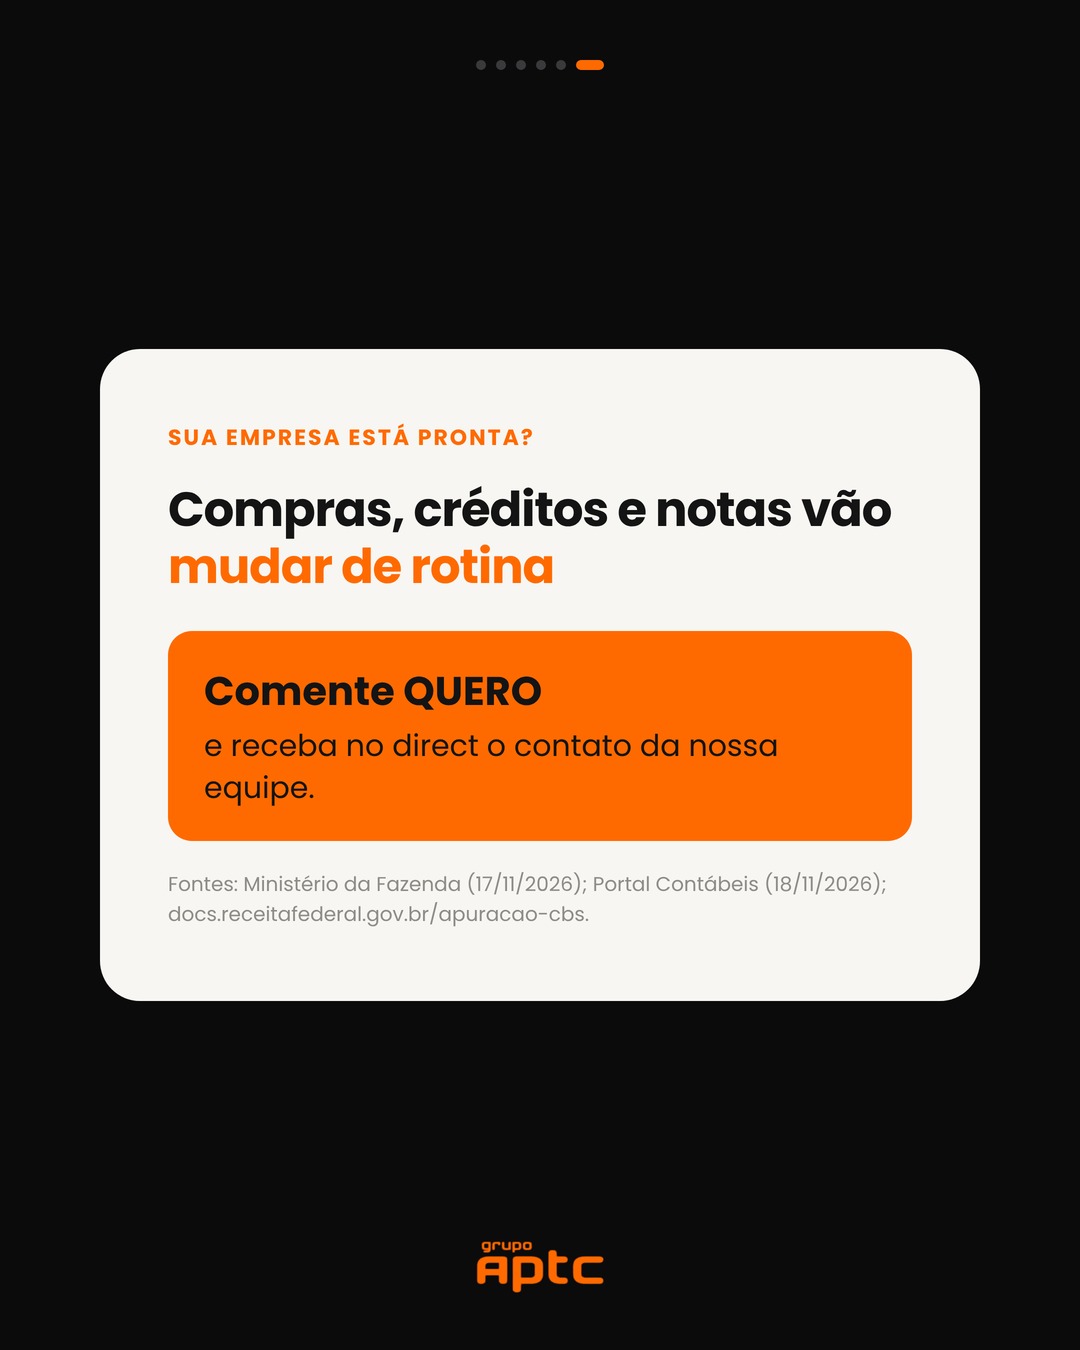 SUA EMPRESA ESTÁ PRONTA?
Compras, créditos e notas vão
mudar de rotina
Comente QUERO
e receba no direct o contato da nossa
equipe.
Fontes: Ministério da Fazenda (17/11/2026); Portal Contábeis (18/11/2026);
docs.receitafederal.gov.br/apuracao-cbs.
grupo
Aptc